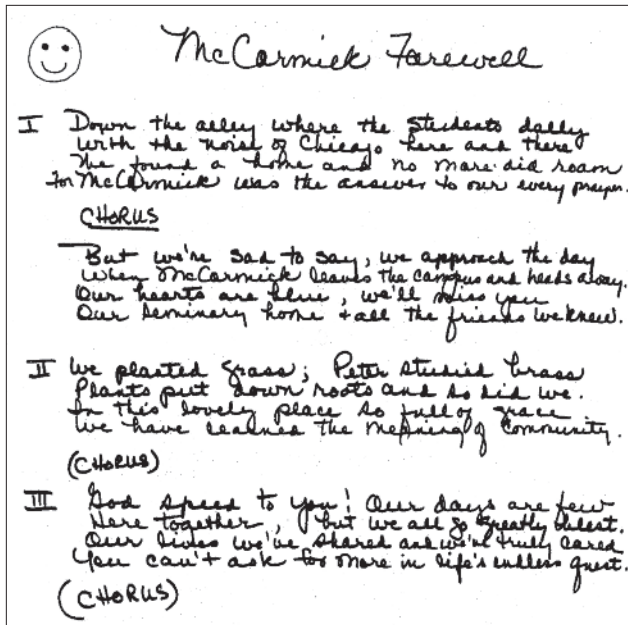 McCormick Farewell
I Down the alley where the students dally
With the noise of Chicago here and there
We found a home and no more did roam
For McCormick was the answer to our every prayer.
CHORUS
But we're sad to say, we approach the day
When McCormick leaves the campus and heads away.
Our hearts are blue, we'll miss you
Our seminary home + all the friends we knew.
II We planted grass; Peter studied brass
Plants put down roots and so did we.
In this lovely place so full of grace
We have learned the meaning of community.
(CHORUS)
III God speed to you! Our days are few
Here together, but we all go greatly blest.
Our lives we've shared and we've truly cared
You can't ask for more in life's endless quest.
(CHORUS)